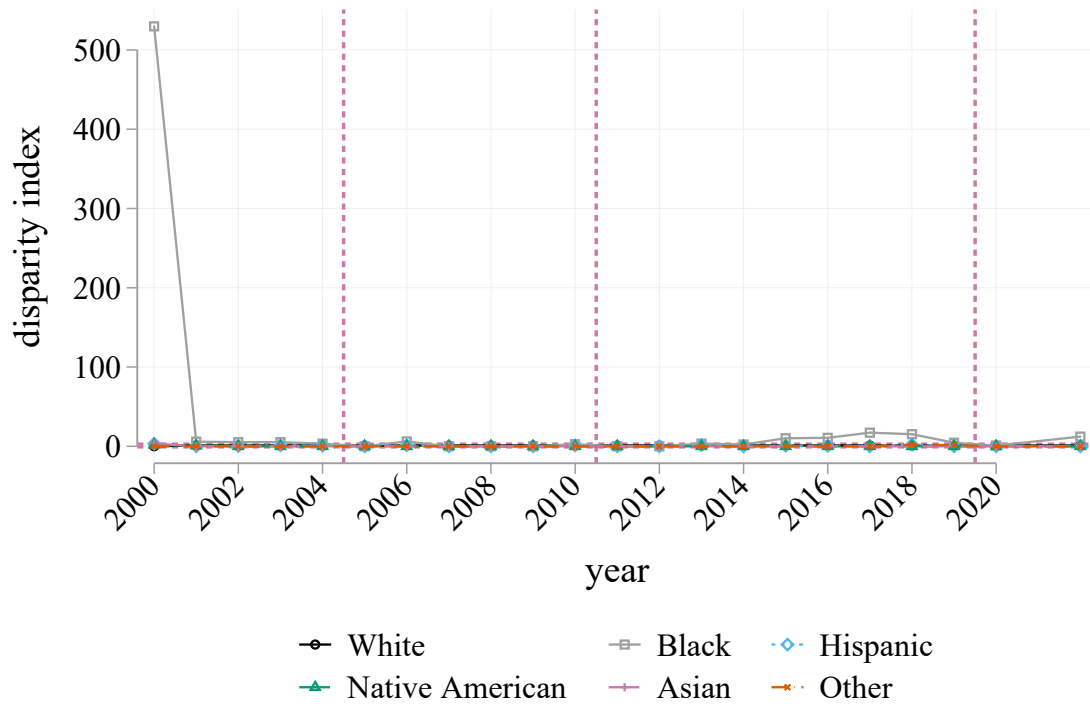 500
400
300
200
100
0
disparity index
2000 2002 2004 2006 2008 2010 2012 2014 2016 2018 2020
year
White Black Hispanic
Native American Asian Other